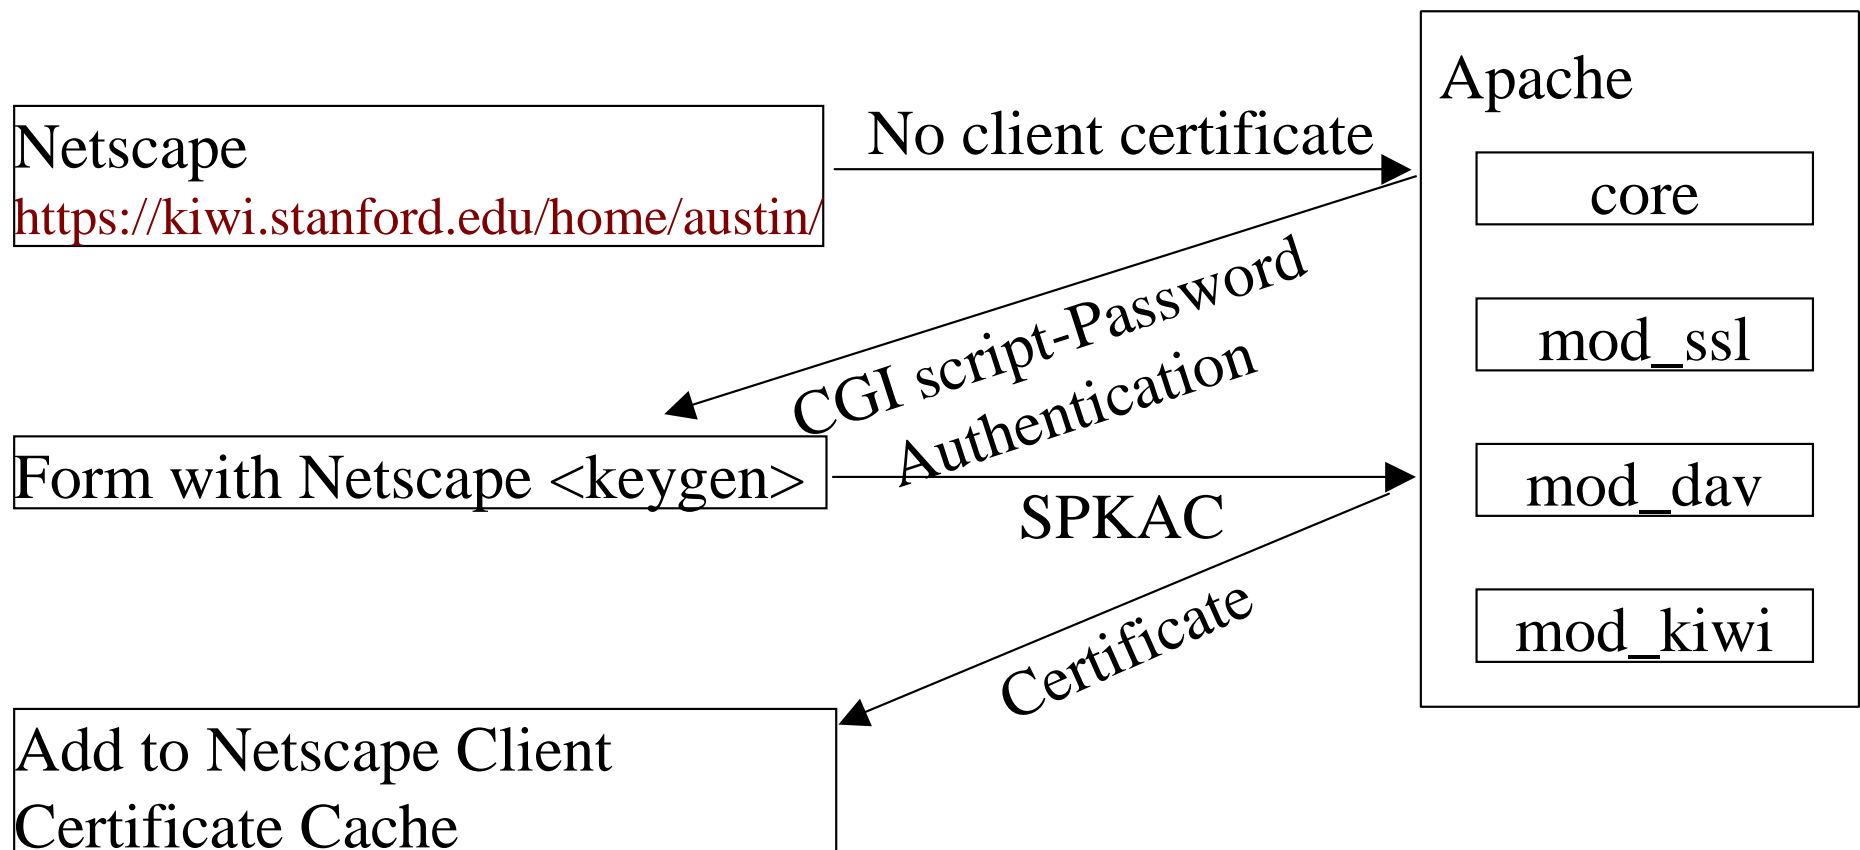 Netscape
https://kiwi.stanford.edu/home/austin/
No client certificate
Apache
core
mod_ssl
mod_dav
mod_kiwi
CGI script-Password
Authentication
Form with Netscape <keygen>
SPKAC
Certificate
Add to Netscape Client
Certificate Cache